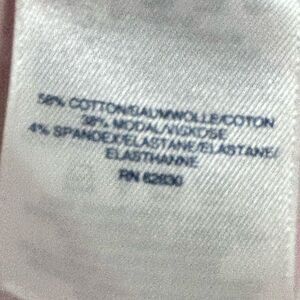 58% COTTON/BAUMWOLLE/COTON
38% MODAL/VISKOSE
4% SPANDEX/ELASTANE/ELASTANE/
ELASTHANNE
RN 62830